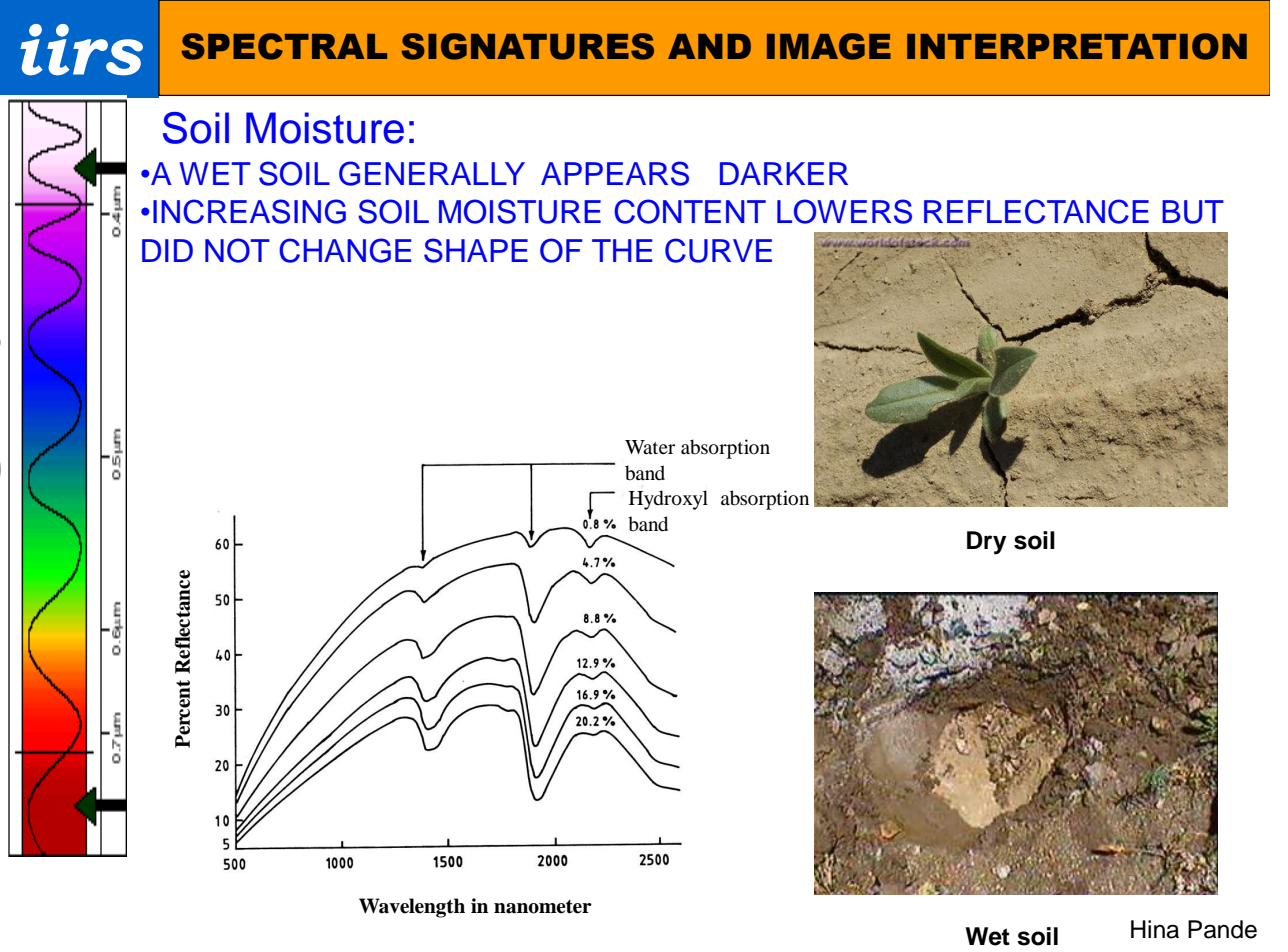 iirs
SPECTRAL SIGNATURES AND IMAGE INTERPRETATION
Soil Moisture:
•A WET SOIL GENERALLY APPEARS DARKER
•INCREASING SOIL MOISTURE CONTENT LOWERS REFLECTANCE BUT
DID NOT CHANGE SHAPE OF THE CURVE
0.4µm
0.5µm
0.6µm
0.7µm
www.worldofstock.com
Dry soil
Water absorption
band
Hydroxyl absorption
band
0.8 %
4.7 %
8.8 %
12.9 %
16.9 %
20.2 %
Percent Reflectance
60
50
40
30
20
10
5
500
1000
1500
2000
2500
Wavelength in nanometer
Wet soil
Hina Pande